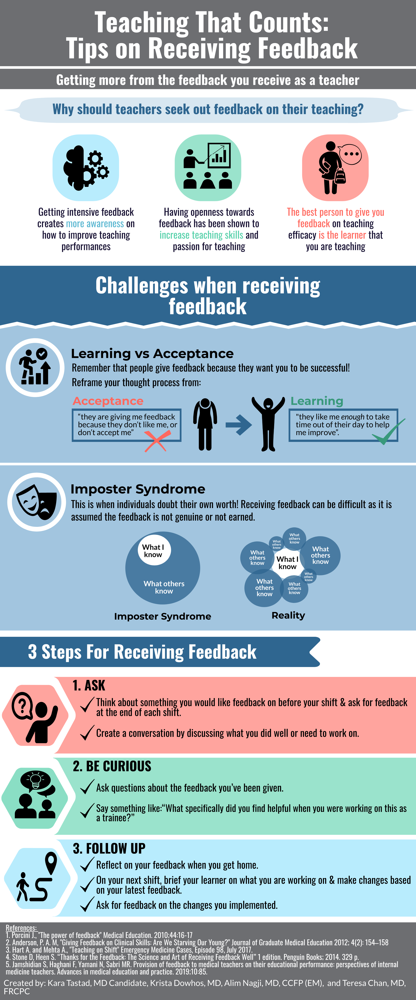 Teaching That Counts:
Tips on Receiving Feedback
Getting more from the feedback you receive as a teacher
Why should teachers seek out feedback on their teaching?
Getting intensive feedback
creates more awareness on
how to improve teaching
performances
Having openness towards
feedback has been shown to
increase teaching skills and
passion for teaching
The best person to give you
feedback on teaching
efficacy is the learner that
you are teaching
Challenges when receiving
feedback
Learning vs Acceptance
Remember that people give feedback because they want you to be successful!
Reframe your thought process from:
Acceptance
“they are giving me feedback
because they don’t like me, or
don’t accept me”
Learning
"they like me enough to take
time out of their day to help
me improve”.
Imposter Syndrome
This is when individuals doubt their own worth! Receiving feedback can be difficult as it is
assumed the feedback is not genuine or not earned.
What I
know
What others
know
Imposter Syndrome
What
others
know
What
others
know
What
others
know
What
others
know
What I
know
What
others
know
What
others
know
What
others
know
Reality
3 Steps For Receiving Feedback
1. ASK
Think about something you would like feedback on before your shift & ask for feedback
at the end of each shift.
Create a conversation by discussing what you did well or need to work on.
2. BE CURIOUS
Ask questions about the feedback you’ve been given.
Say something like:“What specifically did you find helpful when you were working on this as
a trainee?”
3. FOLLOW UP
Reflect on your feedback when you get home.
On your next shift, brief your learner on what you are working on & make changes based
on your latest feedback.
Ask for feedback on the changes you implemented.
References:
1. Porcini J., "The power of feedback" Medical Education. 2010;44:16-17
2. Anderson, P. A. M, "Giving Feedback on Clinical Skills: Are We Starving Our Young?" Journal of Graduate Medical Education 2012; 4(2): 154–158
3. Hart A. and Mehta A., "Teaching on Shift" Emergency Medicine Cases, Episode 98, July 2017.
4. Stone D, Heen S. “Thanks for the Feedback: The Science and Art of Receiving Feedback Well” 1 edition. Penguin Books; 2014. 329 p.
5. Jamshidian S, Haghani F, Yamani N, Sabri MR. Provision of feedback to medical teachers on their educational performance: perspectives of internal
medicine teachers. Advances in medical education and practice. 2019;10:85.
Created by: Kara Tastad, MD Candidate, Krista Dowhos, MD, Alim Nagji, MD, CCFP (EM), and Teresa Chan, MD,
FRCPC